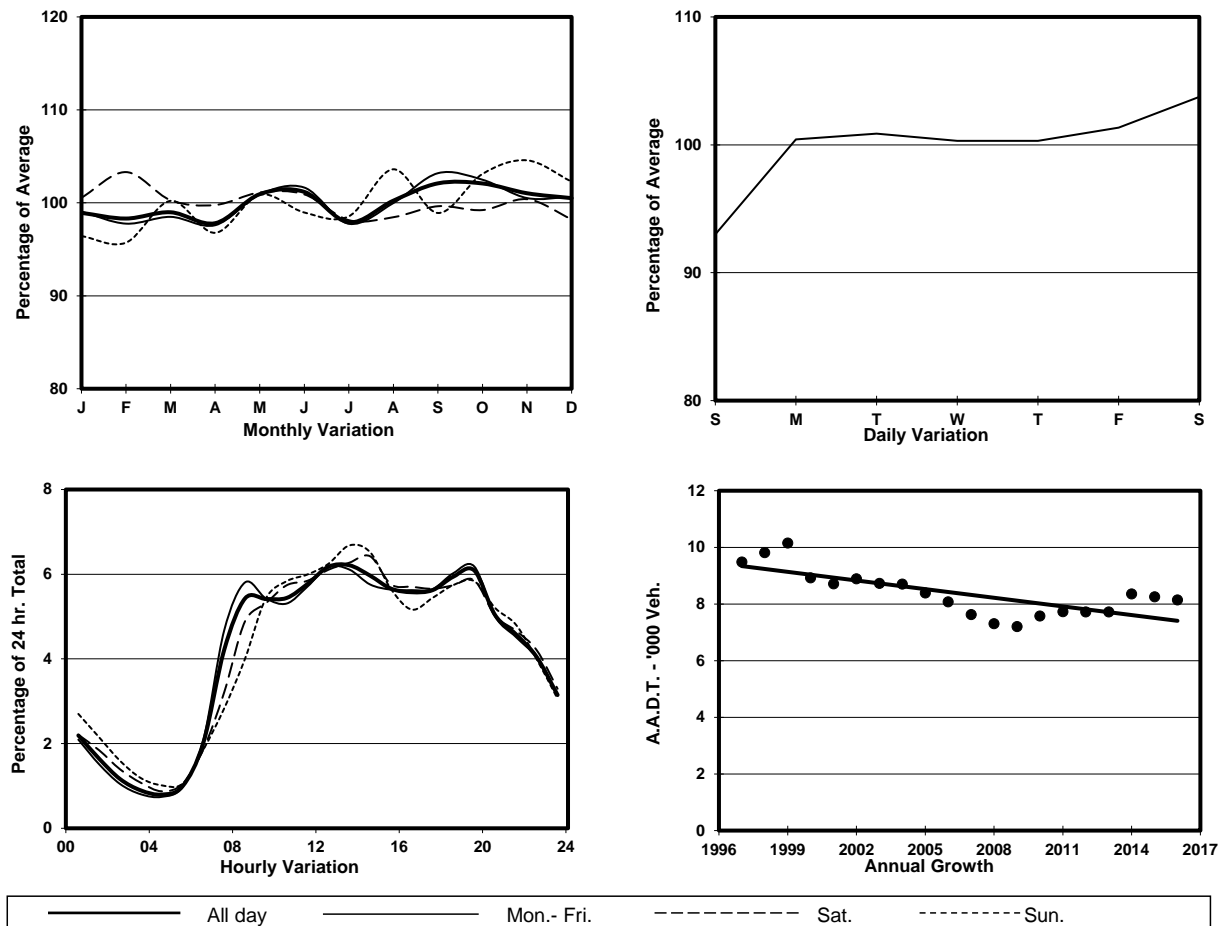 120
110
100
90
80
Percentage of Average
J F M A M J J A S O N D
Monthly Variation
110
100
90
80
Percentage of Average
S M T W T F S
Daily Variation
8
6
4
2
0
Percentage of 24 hr. Total
00 04 08 12 16 20 24
Hourly Variation
12
10
8
6
4
2
0
A.A.D.T. - '000 Veh.
1996 1999 2002 2005 2008 2011 2014 2017
Annual Growth
All day Mon.- Fri. Sat. Sun.